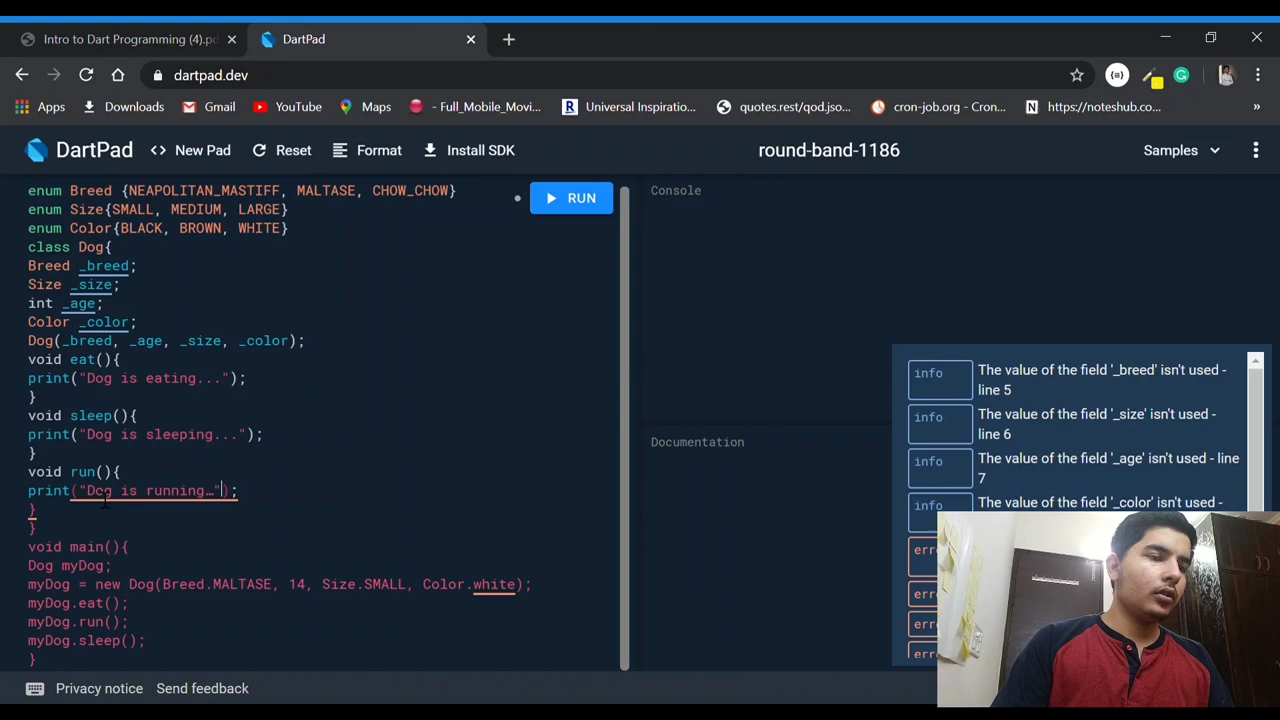 Intro to Dart Programming (4).pd
DartPad
dartpad.dev
Apps
Downloads
Gmail
YouTube
Maps
- Full_Mobile_Movi...
Universal Inspiratio...
quotes.rest/qod.jso...
cron-job.org - Cron...
https://noteshub.co...
DartPad
<> New Pad
Reset
Format
Install SDK
round-band-1186
Samples
enum Breed {NEAPOLITAN_MASTIFF, MALTASE, CHOW_CHOW}
enum Size{SMALL, MEDIUM, LARGE}
enum Color{BLACK, BROWN, WHITE}
class Dog{
Breed _breed;
Size _size;
int _age;
Color _color;
Dog(_breed, _age, _size, _color);
void eat(){
print("Dog is eating...");
}
void sleep(){
print("Dog is sleeping...");
}
void run(){
print("Dog is running…");
}
}
void main(){
Dog myDog;
myDog = new Dog(Breed.MALTASE, 14, Size.SMALL, Color.white);
myDog.eat();
myDog.run();
myDog.sleep();
}
RUN
Console
Documentation
info
The value of the field '_breed' isn't used -
line 5
info
The value of the field '_size' isn't used -
line 6
info
The value of the field '_age' isn't used - line
7
info
The value of the field '_color' isn't used -
Privacy notice
Send feedback